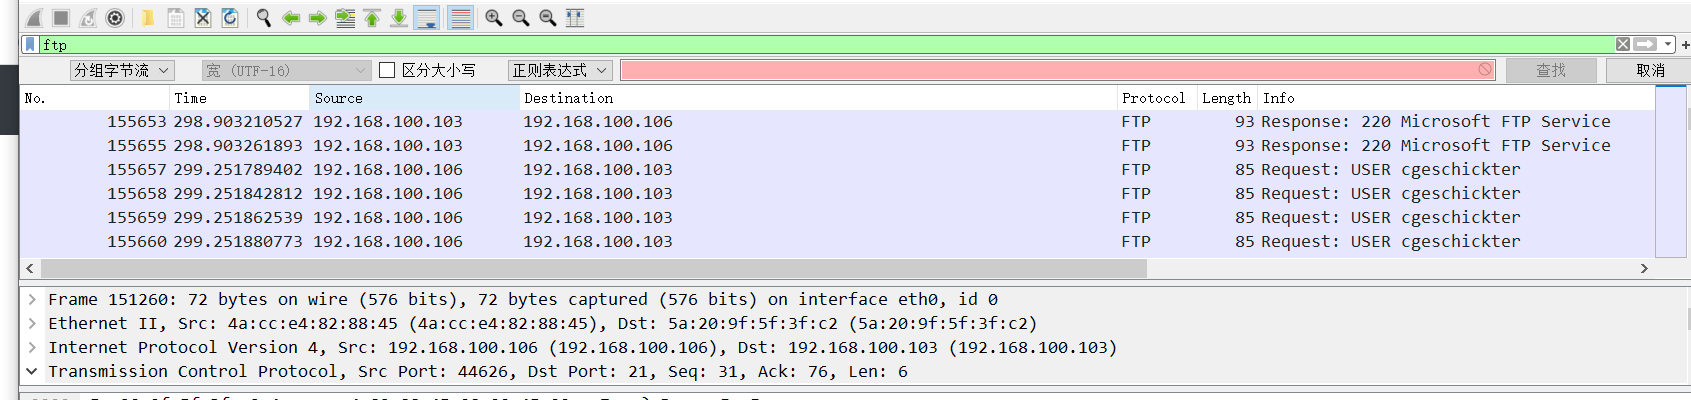 ftp
分组字节流 宽 (UTF-16) 区分大小写 正则表达式 查找 取消
No. Time Source Destination Protocol Length Info
155653 298.903210527 192.168.100.103 192.168.100.106 FTP 93 Response: 220 Microsoft FTP Service
155655 298.903261893 192.168.100.103 192.168.100.106 FTP 93 Response: 220 Microsoft FTP Service
155657 299.251789402 192.168.100.106 192.168.100.103 FTP 85 Request: USER cgeschickter
155658 299.251842812 192.168.100.106 192.168.100.103 FTP 85 Request: USER cgeschickter
155659 299.251862539 192.168.100.106 192.168.100.103 FTP 85 Request: USER cgeschickter
155660 299.251880773 192.168.100.106 192.168.100.103 FTP 85 Request: USER cgeschickter
Frame 151260: 72 bytes on wire (576 bits), 72 bytes captured (576 bits) on interface eth0, id 0
Ethernet II, Src: 4a:cc:e4:82:88:45 (4a:cc:e4:82:88:45), Dst: 5a:20:9f:5f:3f:c2 (5a:20:9f:5f:3f:c2)
Internet Protocol Version 4, Src: 192.168.100.106 (192.168.100.106), Dst: 192.168.100.103 (192.168.100.103)
Transmission Control Protocol, Src Port: 44626, Dst Port: 21, Seq: 31, Ack: 76, Len: 6